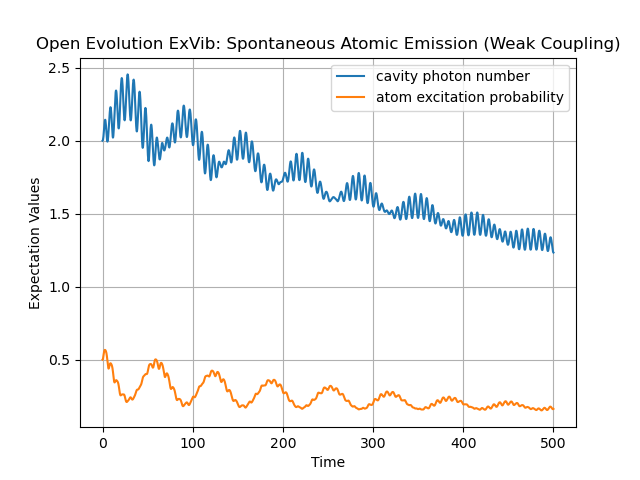 Open Evolution ExVib: Spontaneous Atomic Emission (Weak Coupling)
cavity photon number
atom excitation probability
Expectation Values
2.5
2.0
1.5
1.0
0.5
0 100 200 300 400 500
Time